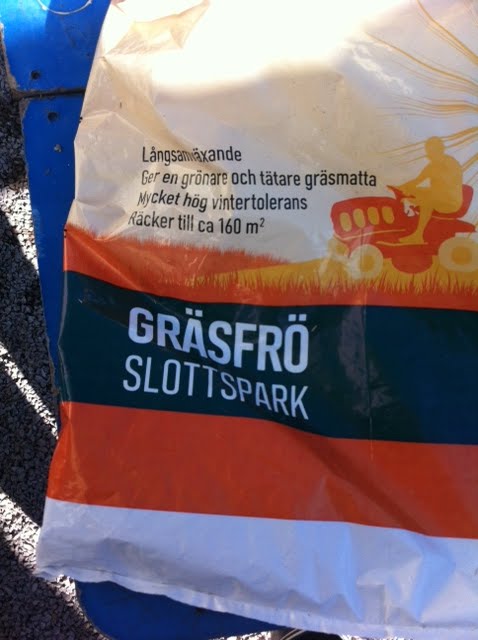 Långsamväxande
Ger en grönare och tätare gräsmatta
Mycket hög vintertolerans
Räcker till ca 160 m²
GRÄSFRÖ
SLOTTSPARK